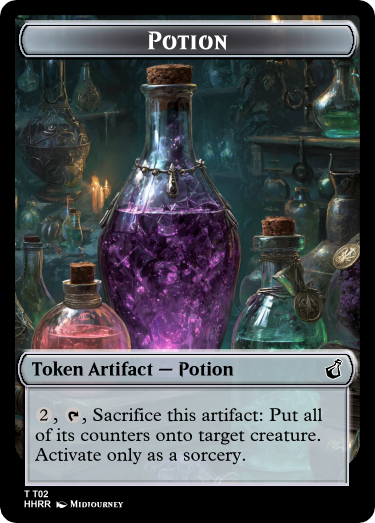 Potion
Token Artifact — Potion
2, T, Sacrifice this artifact: Put all
of its counters onto target creature.
Activate only as a sorcery.
T T02
HHRR Midjourney